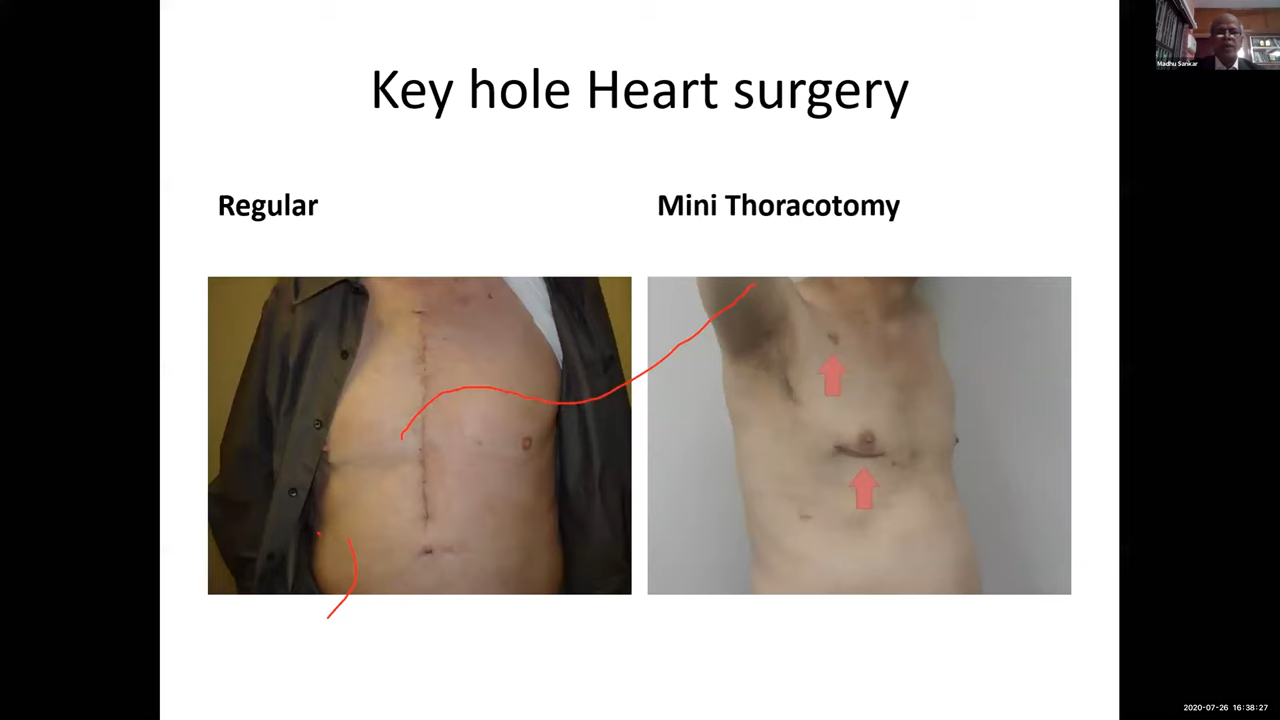 Key hole Heart surgery
Regular
Mini Thoracotomy
Madhu Sankar
2020-07-26 16:38:27